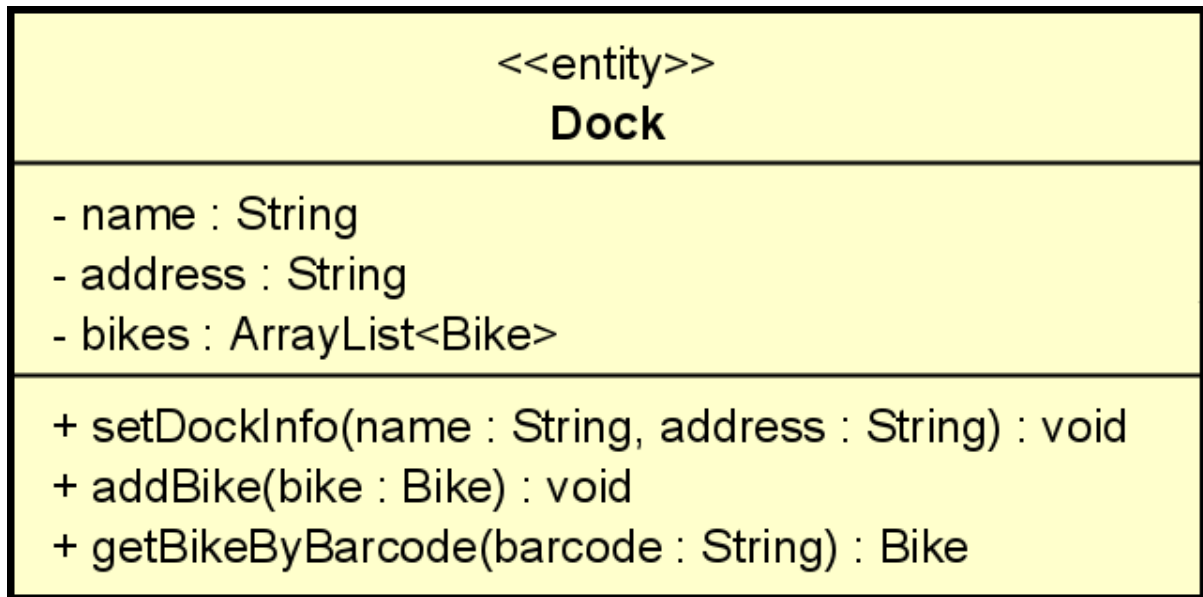 <<entity>>
Dock
- name : String
- address : String
- bikes : ArrayList<Bike>
+ setDockInfo(name : String, address : String) : void
+ addBike(bike : Bike) : void
+ getBikeByBarcode(barcode : String) : Bike